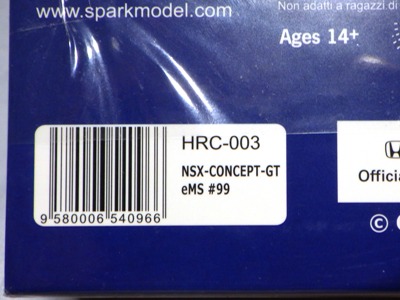 www.sparkmodel.com
Non adatti a ragazzi di
Ages 14+
HRC-003
NSX-CONCEPT-GT
eMS #99
9 580006 540966
Officia
©